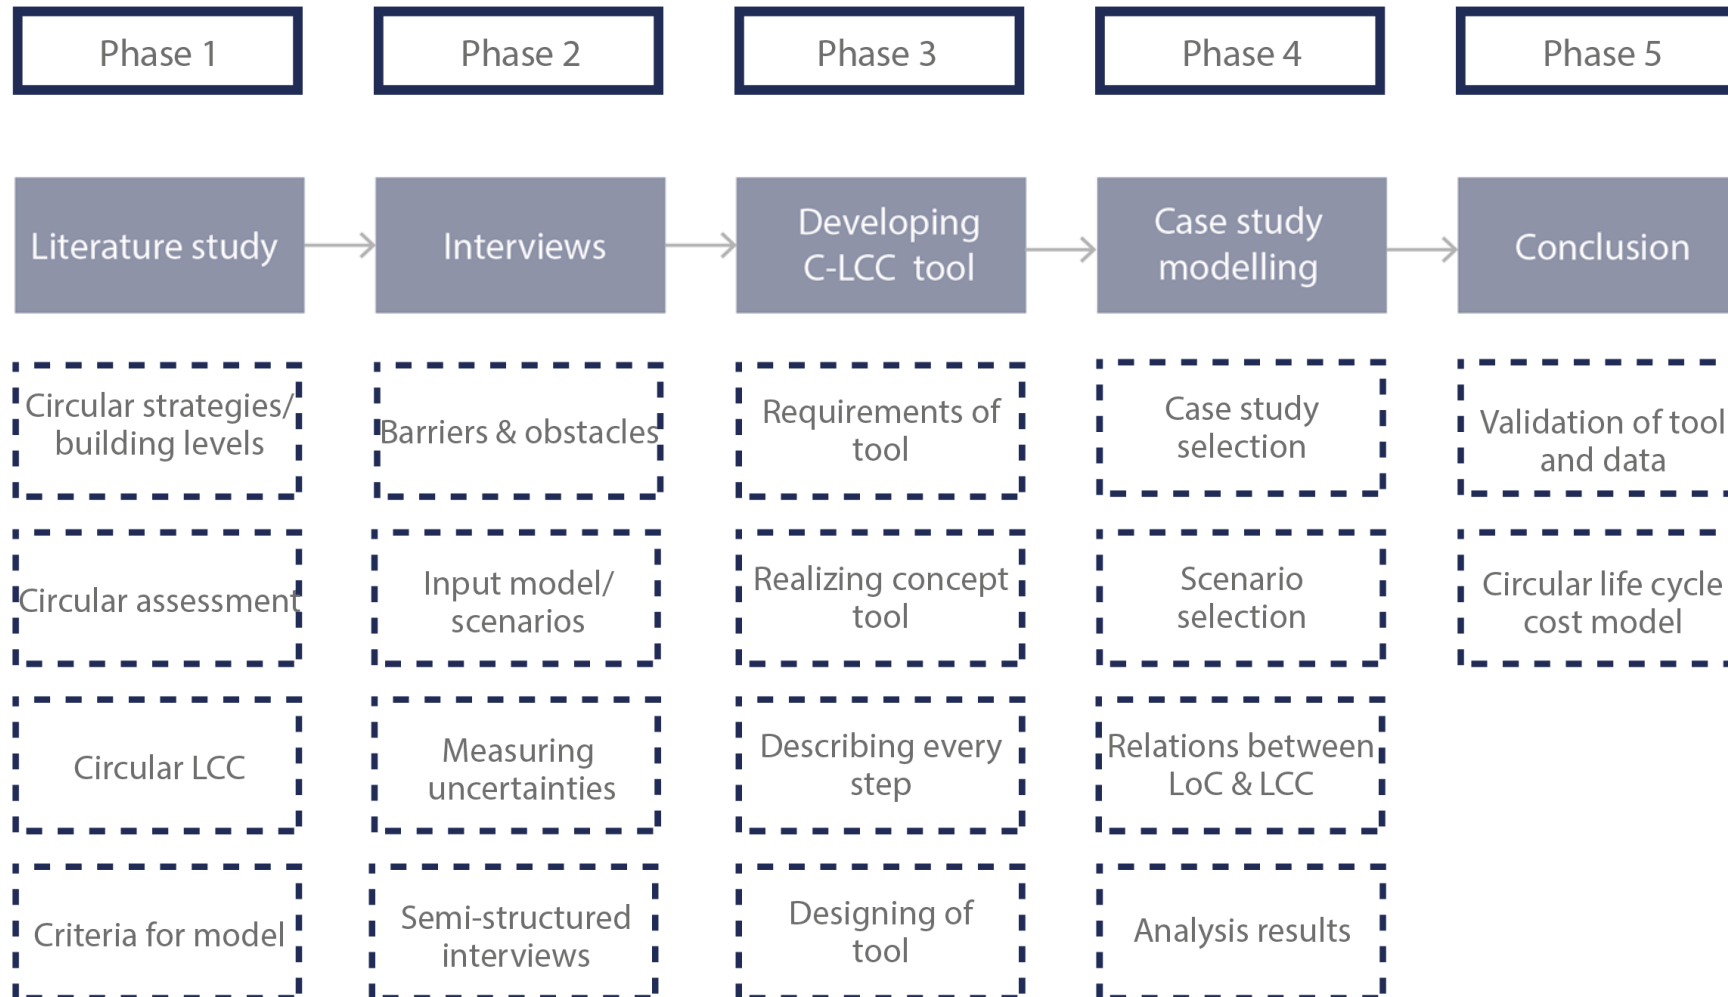 Phase 1
Phase 2
Phase 3
Phase 4
Phase 5
Literature study
Interviews
Developing
C-LCC tool
Case study
modelling
Conclusion
Circular strategies/
building levels
Barriers & obstacles
Requirements of
tool
Case study
selection
Validation of tool
and data
Circular assessment
Input model/
scenarios
Realizing concept
tool
Scenario
selection
Circular life cycle
cost model
Circular LCC
Measuring
uncertainties
Describing every
step
Relations between
LoC & LCC
Criteria for model
Semi-structured
interviews
Designing of
tool
Analysis results